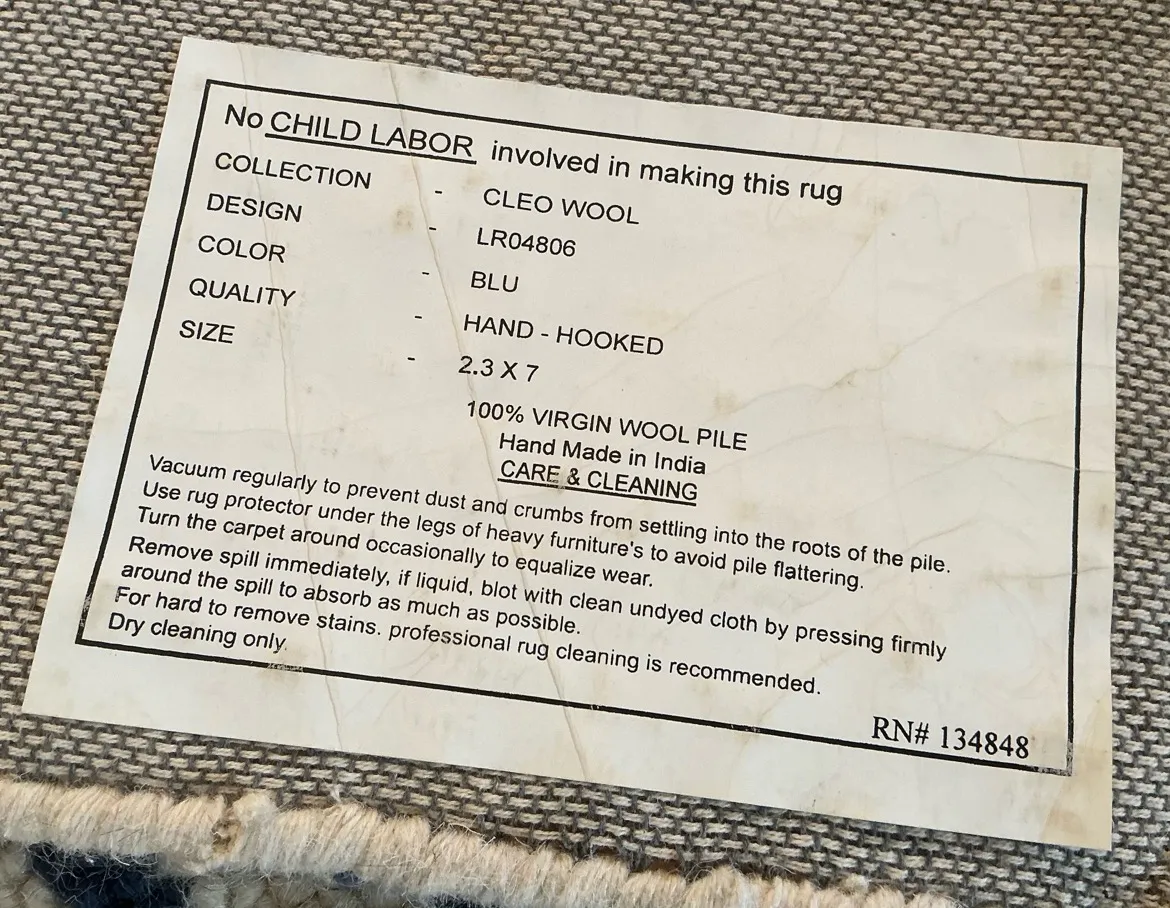 No CHILD LABOR involved in making this rug
COLLECTION - CLEO WOOL
DESIGN - LR04806
COLOR - BLU
QUALITY - HAND - HOOKED
SIZE - 2.3 X 7
100% VIRGIN WOOL PILE
Hand Made in India
CARE & CLEANING
Vacuum regularly to prevent dust and crumbs from settling into the roots of the pile.
Use rug protector under the legs of heavy furniture's to avoid pile flattering.
Turn the carpet around occasionally to equalize wear.
Remove spill immediately, if liquid, blot with clean undyed cloth by pressing firmly
around the spill to absorb as much as possible.
For hard to remove stains. professional rug cleaning is recommended.
Dry cleaning only.
RN# 134848